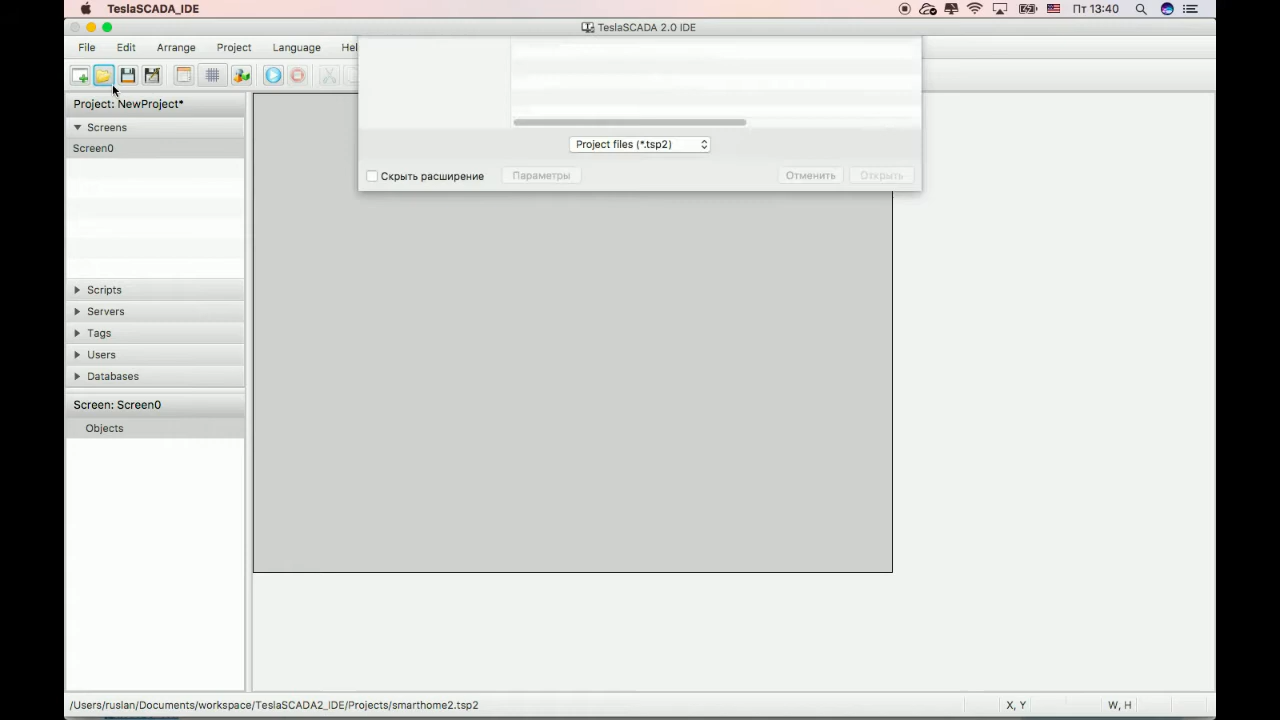 TeslaSCADA_IDE
Пт 13:40
TeslaSCADA 2.0 IDE
File Edit Arrange Project Language
Project: NewProject*
Screens
Screen0
Project files (*.tsp2)
Скрыть расширение Параметры Отменить Открыть
Scripts
Servers
Tags
Users
Databases
Screen: Screen0
Objects
/Users/ruslan/Documents/workspace/TeslaSCADA2_IDE/Projects/smarthome2.tsp2 X, Y W, H